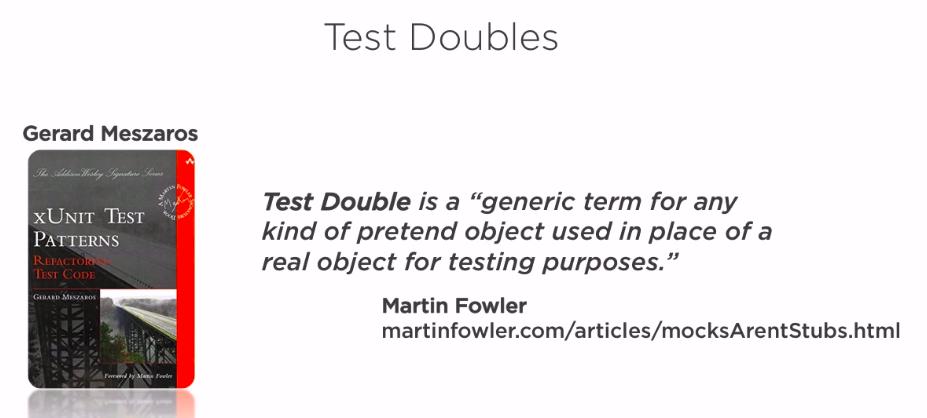 Test Doubles
Gerard Meszaros
The Addison Wesley Signature Series
A MARTIN FOWLER
xUNIT TEST
PATTERNS
REFACTORING
TEST CODE
GERARD MESZAROS
Foreword by Martin Fowler
Test Double is a “generic term for any
kind of pretend object used in place of a
real object for testing purposes.”
Martin Fowler
martinfowler.com/articles/mocksArentStubs.html